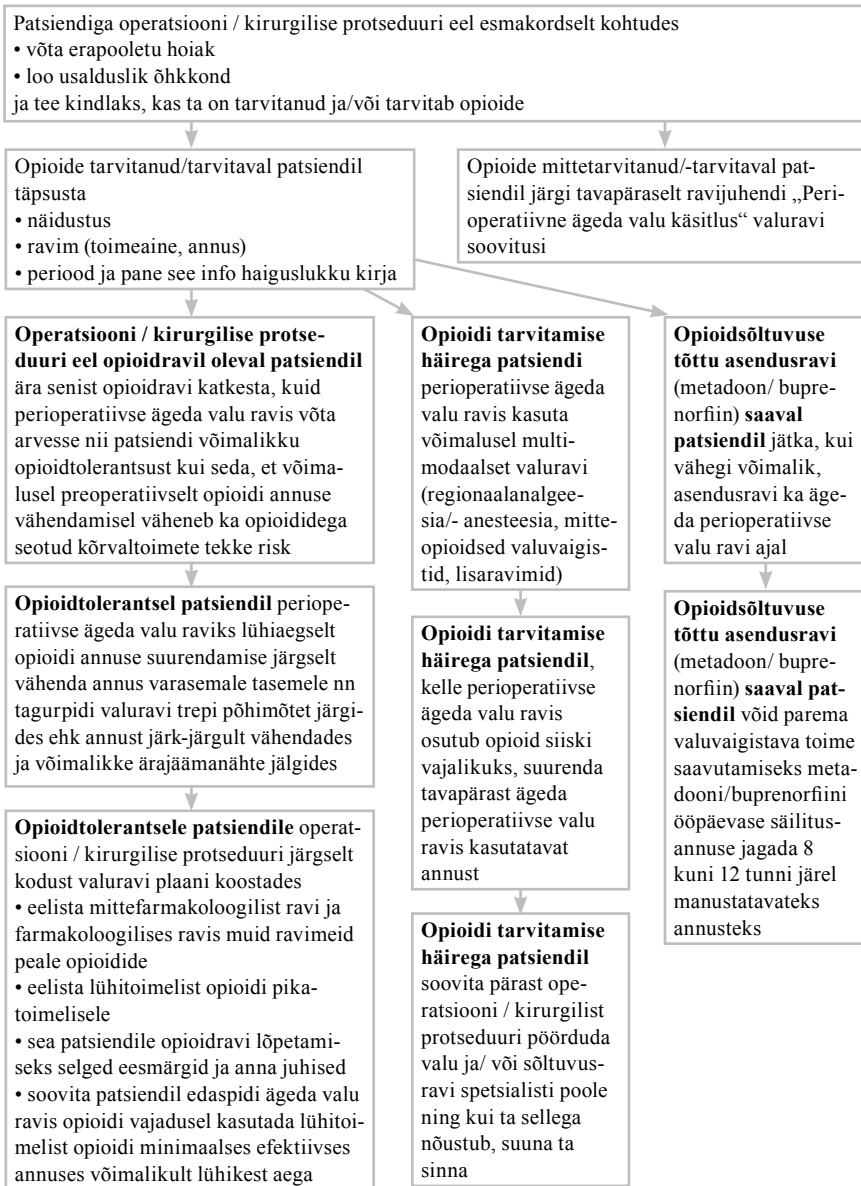 Patsiendiga operatsiooni / kirurgilise protseduuri eel esmakordselt kohtudes
• võta erapooletu hoiak
• loo usalduslik õhkkond
ja tee kindlaks, kas ta on tarvitanud ja/või tarvitab opioide
Opioide tarvitanud/tarvitaval patsiendil
täpsusta
• näidustus
• ravim (toimeaine, annus)
• periood ja pane see info haiguslukku kirja
Opioide mittetarvitanud/-tarvitaval pat-
siendil järgi tavapäraselt ravijuhendi „Peri-
operatiivne ägeda valu käsitlus“ valuravi
soovitusi
Operatsiooni / kirurgilise protse-
duuri eel opioidravil oleval patsiendil
ära senist opioidravi katkesta, kuid
perioperatiivse ägeda valu ravis võta
arvesse nii patsiendi võimalikku
opioidtolerantsust kui seda, et võima-
lusel preoperatiivselt opioidi annuse
vähendamisel väheneb ka opioididega
seotud kõrvaltoimete tekke risk
Opioidtolerantsel patsiendil periope-
ratiivse ägeda valu raviks lühiaegselt
opioidi annuse suurendamise järgselt
vähenda annus varasemale tasemele nn
tagurpidi valuravi trepi põhimõtet järgi-
des ehk annust järk-järgult vähendades
ja võimalikke ärajäämanähte jälgides
Opioidtolerantsele patsiendile operat-
siooni / kirurgilise protseduuri järgselt
kodust valuravi plaani koostades
• eelista mittefarmakoloogilist ravi ja
farmakoloogilises ravis muid ravimeid
peale opioidide
• eelista lühitoimelist opioidi pika-
toimelisele
• sea patsiendile opioidravi lõpetami-
seks selged eesmärgid ja anna juhised
• soovita patsiendil edaspidi ägeda valu
ravis opioidi vajadusel kasutada lühitoi-
melist opioidi minimaalses efektiivses
annuses võimalikult lühikest aega
Opioidi tarvitamise
häirega patsiendi
perioperatiivse ägeda
valu ravis kasuta
võimalusel multi-
modaalset valuravi
(regionaalanalgee-
sia/- anesteesia, mitte-
opioidsed valuvaigis-
tid, lisaravimid)
Opioidi tarvitamise
häirega patsiendil,
kelle perioperatiivse
ägeda valu ravis
osutub opioid siiski
vajalikuks, suurenda
tavapärast ägeda
perioperatiivse valu
ravis kasutatavat
annust
Opioidi tarvitamise
häirega patsiendil
soovita pärast ope-
ratsiooni / kirurgilist
protseduuri pöörduda
valu ja/ või sõltuvus-
ravi spetsialisti poole
ning kui ta sellega
nõustub, suuna ta
sinna
Opioidsõltuvuse
tõttu asendusravi
(metadoon/ bupre-
norfiin) saaval
patsiendil jätka, kui
vähegi võimalik,
asendusravi ka äge-
da perioperatiivse
valu ravi ajal
Opioidsõltuvuse
tõttu asendusravi
(metadoon/ bupre-
norfiin) saaval pat-
siendil võid parema
valuvaigistava toime
saavutamiseks meta-
dooni/buprenorfiini
ööpäevase säilitus-
annuse jagada 8
kuni 12 tunni järel
manustatavateks
annusteks